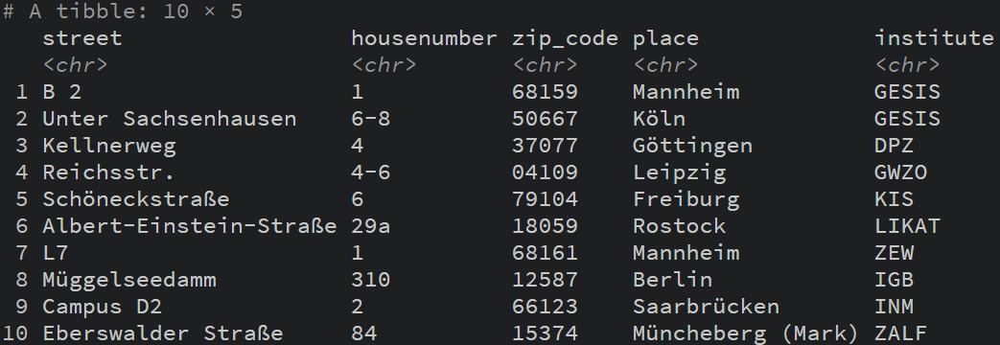 # A tibble: 10 × 5
street housenumber zip_code place institute
<chr> <chr> <chr> <chr> <chr>
1 B 2 1 68159 Mannheim GESIS
2 Unter Sachsenhausen 6-8 50667 Köln GESIS
3 Kellnerweg 4 37077 Göttingen DPZ
4 Reichsstr. 4-6 04109 Leipzig GWZO
5 Schöneckstraße 6 79104 Freiburg KIS
6 Albert-Einstein-Straße 29a 18059 Rostock LIKAT
7 L7 1 68161 Mannheim ZEW
8 Müggelseedamm 310 12587 Berlin IGB
9 Campus D2 2 66123 Saarbrücken INM
10 Eberswalder Straße 84 15374 Müncheberg (Mark) ZALF